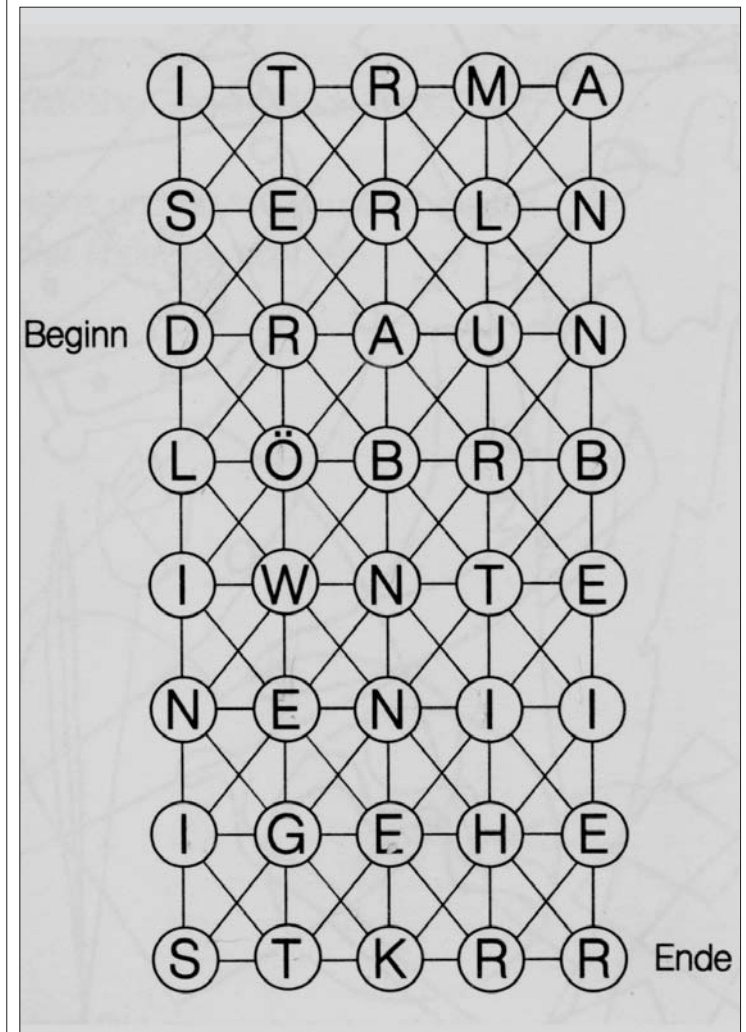 I T R M A
S E R L N
Beginn D R A U N
L Ö B R B
I W N T E
N E N I I
I G E H E
S T K R R Ende